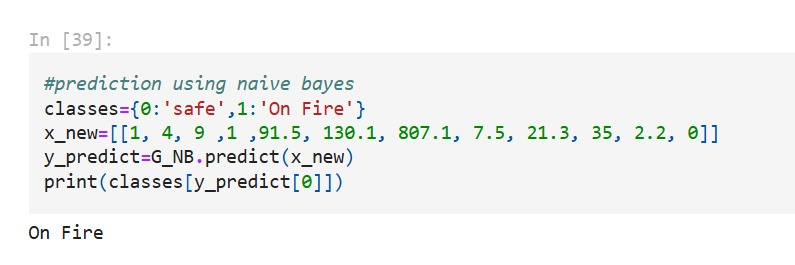 In [39]:
#prediction using naive bayes
classes={0:'safe',1:'On Fire'}
x_new=[[1, 4, 9 ,1 ,91.5, 130.1, 807.1, 7.5, 21.3, 35, 2.2, 0]]
y_predict=G_NB.predict(x_new)
print(classes[y_predict[0]])
On Fire